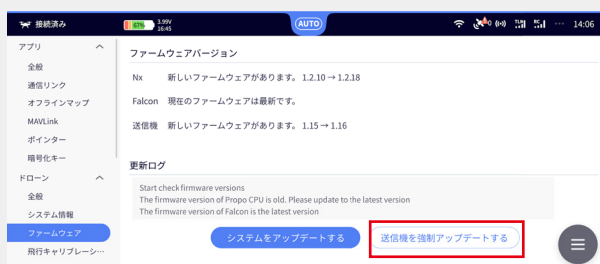 接続済み 67% 3.99V 16:45 AUTO 14:06
アプリ
全般
通信リンク
オフラインマップ
MAVLink
ポインター
暗号化キー
ドローン
全般
システム情報
ファームウェア
飛行キャリブレーシ…
ファームウェアバージョン
Nx 新しいファームウェアがあります。 1.2.10 → 1.2.18
Falcon 現在のファームウェアは最新です。
送信機 新しいファームウェアがあります。 1.15 → 1.16
更新ログ
Start check firmware versions
The firmware version of Propo CPU is old. Please update to the latest version
The firmware version of Falcon is the latest version
システムをアップデートする 送信機を強制アップデートする